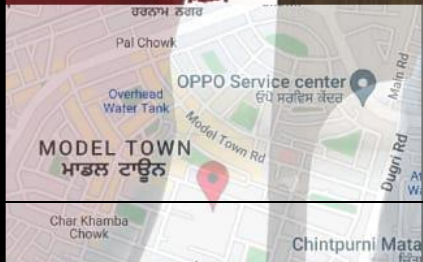 ਹਰਨਾਮ ਨਗਰ
Pal Chowk
OPPO Service center
ਓਪੋ ਸਰਵਿਸ ਕੇਂਦਰ
Overhead
Water Tank
Main Rd
Model Town Rd
MODEL TOWN
ਮਾਡਲ ਟਾਊਨ
Dugri Rd
Char Khamba
Chowk
Chintpurni Mata